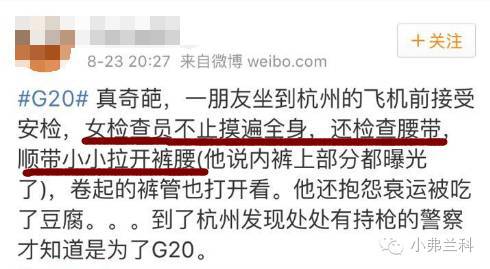 +关注
8-23 20:27 来自微博 weibo.com
#G20# 真奇葩，一朋友坐到杭州的飞机前接受
安检，女检查员不止摸遍全身，还检查腰带，
顺带小小拉开裤腰(他说内裤上部分都曝光
了)，卷起的裤管也打开看。他还抱怨衰运被吃
了豆腐。。。到了杭州发现处处有持枪的警察
才知道是为了G20。
小弗兰科